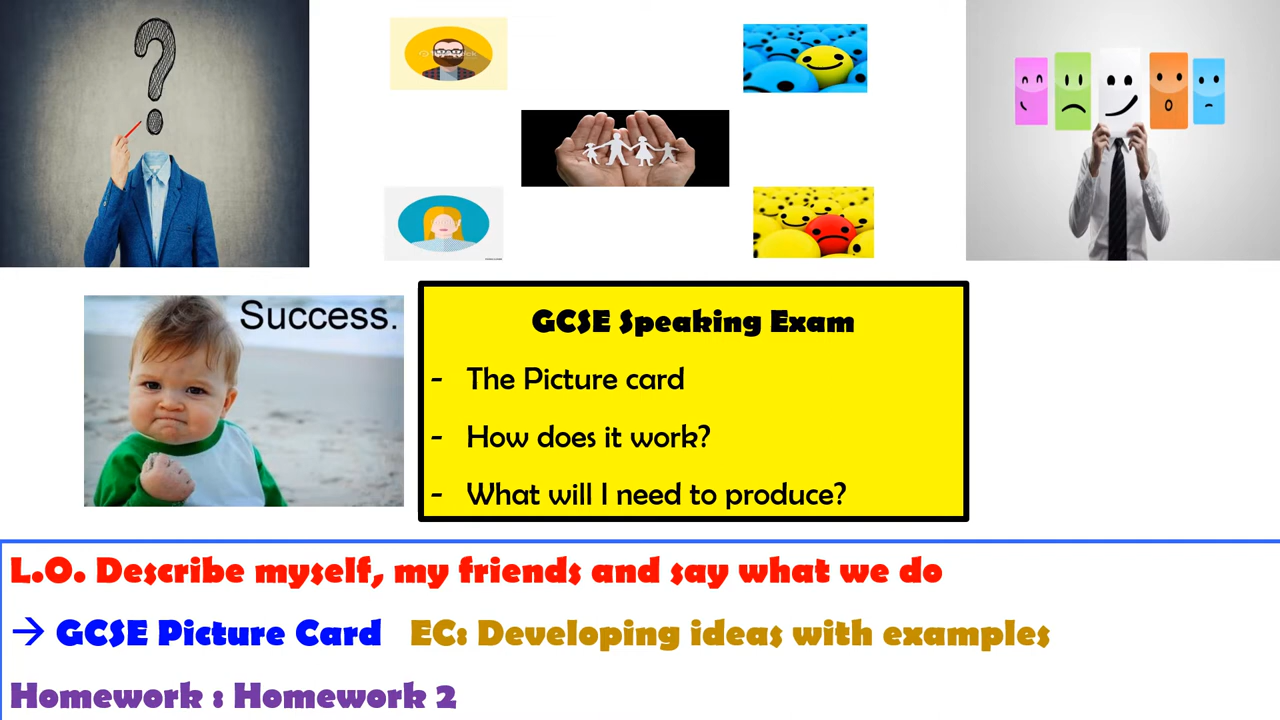 Success.
GCSE Speaking Exam
- The Picture card
- How does it work?
- What will I need to produce?
L.O. Describe myself, my friends and say what we do
→ GCSE Picture Card EC: Developing ideas with examples
Homework : Homework 2